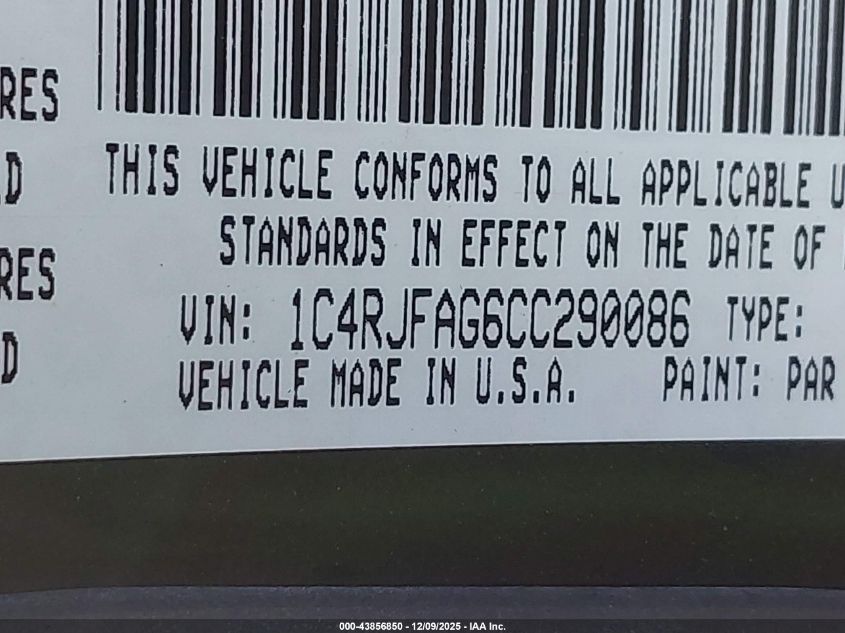 RES
THIS VEHICLE CONFORMS TO ALL APPLICABLE U
D
STANDARDS IN EFFECT ON THE DATE OF
RES
VIN: 1C4RJFAG6CC290086 TYPE:
D
VEHICLE MADE IN U.S.A. PAINT: PAR
000-43856850 - 12/09/2025 - IAA Inc.